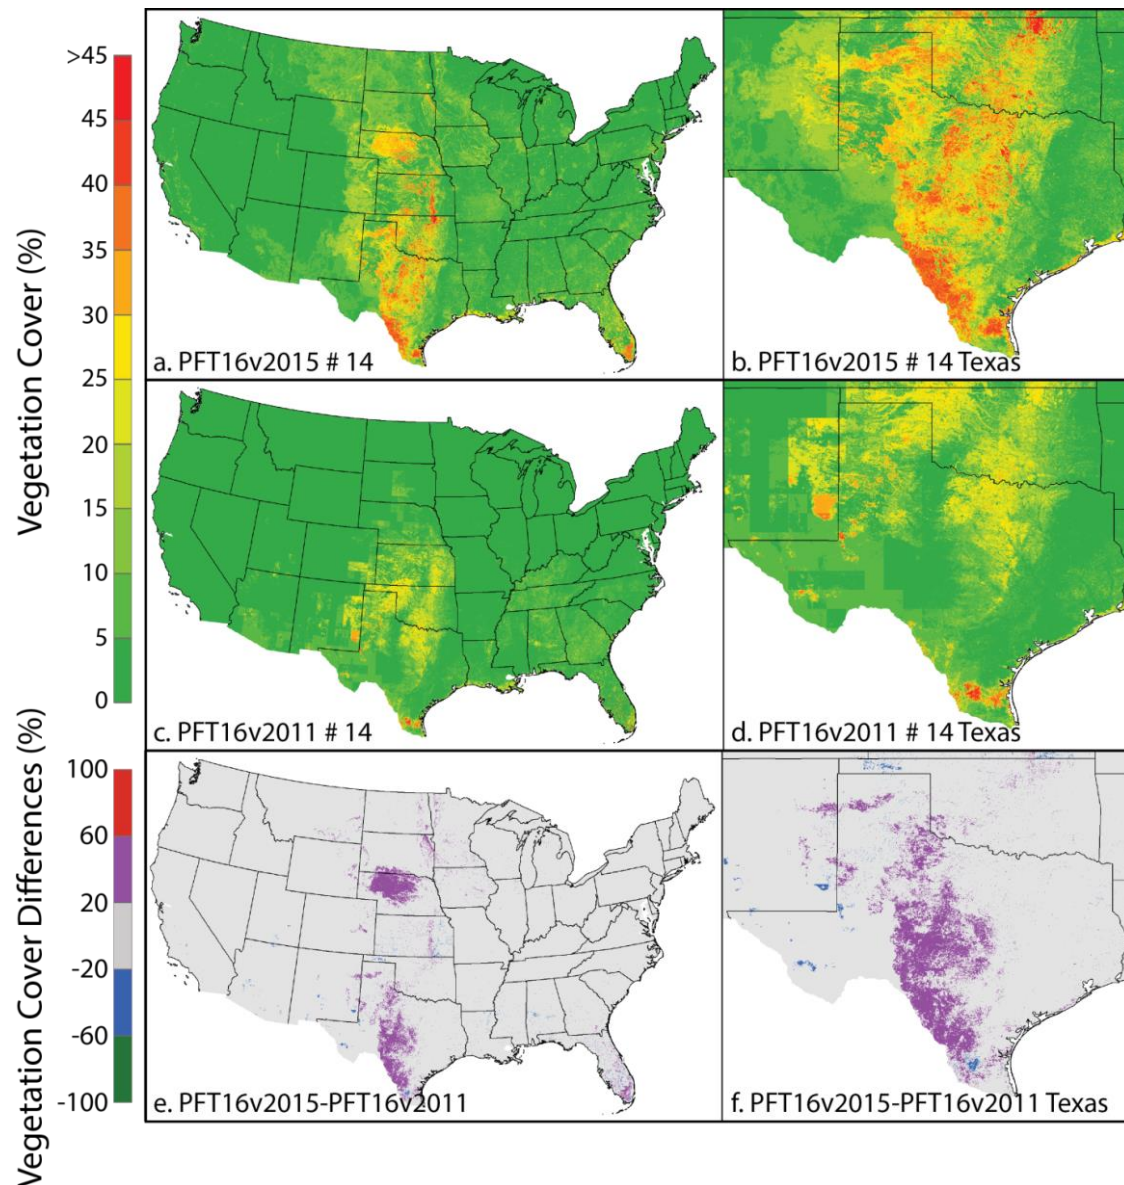 Vegetation Cover (%)
>45
45
40
35
30
25
20
15
10
5
0
a. PFT16v2015 # 14
b. PFT16v2015 # 14 Texas
c. PFT16v2011 # 14
d. PFT16v2011 # 14 Texas
Vegetation Cover Differences (%)
100
60
20
-20
-60
-100
e. PFT16v2015-PFT16v2011
f. PFT16v2015-PFT16v2011 Texas